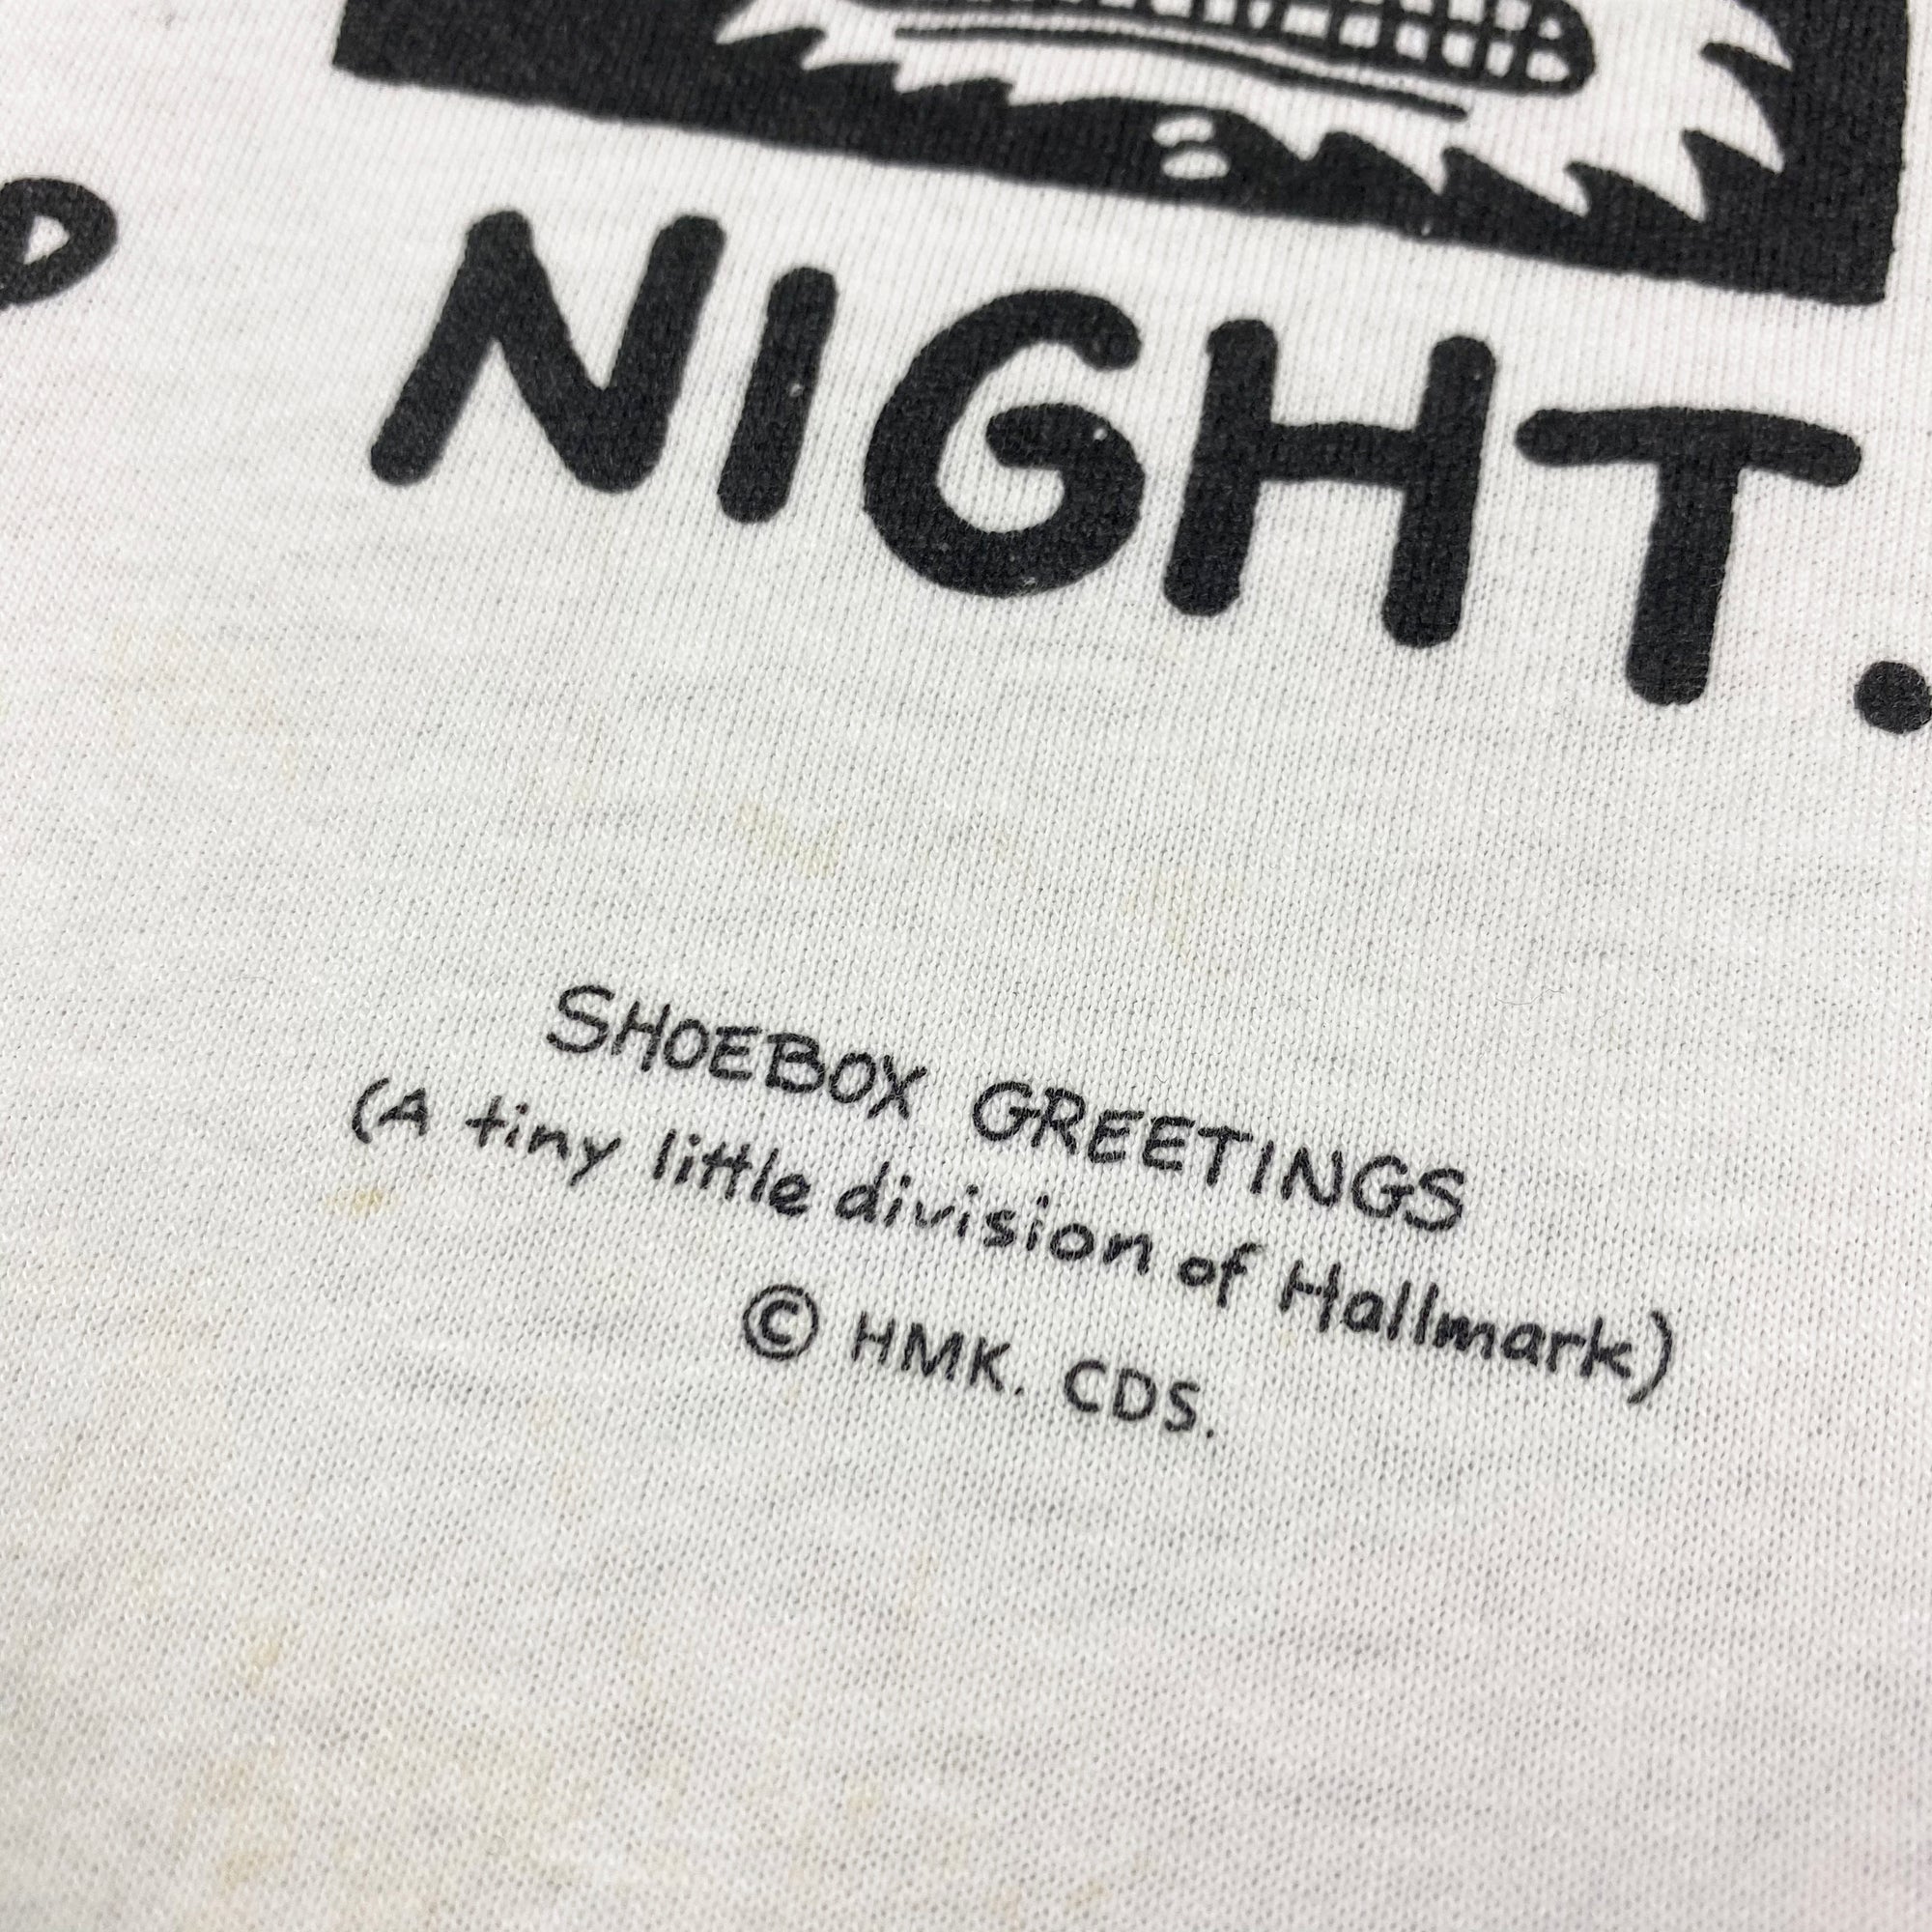 NIGHT.
SHOEBOX GREETINGS
(A tiny little division of Hallmark)
© HMK. CDS.